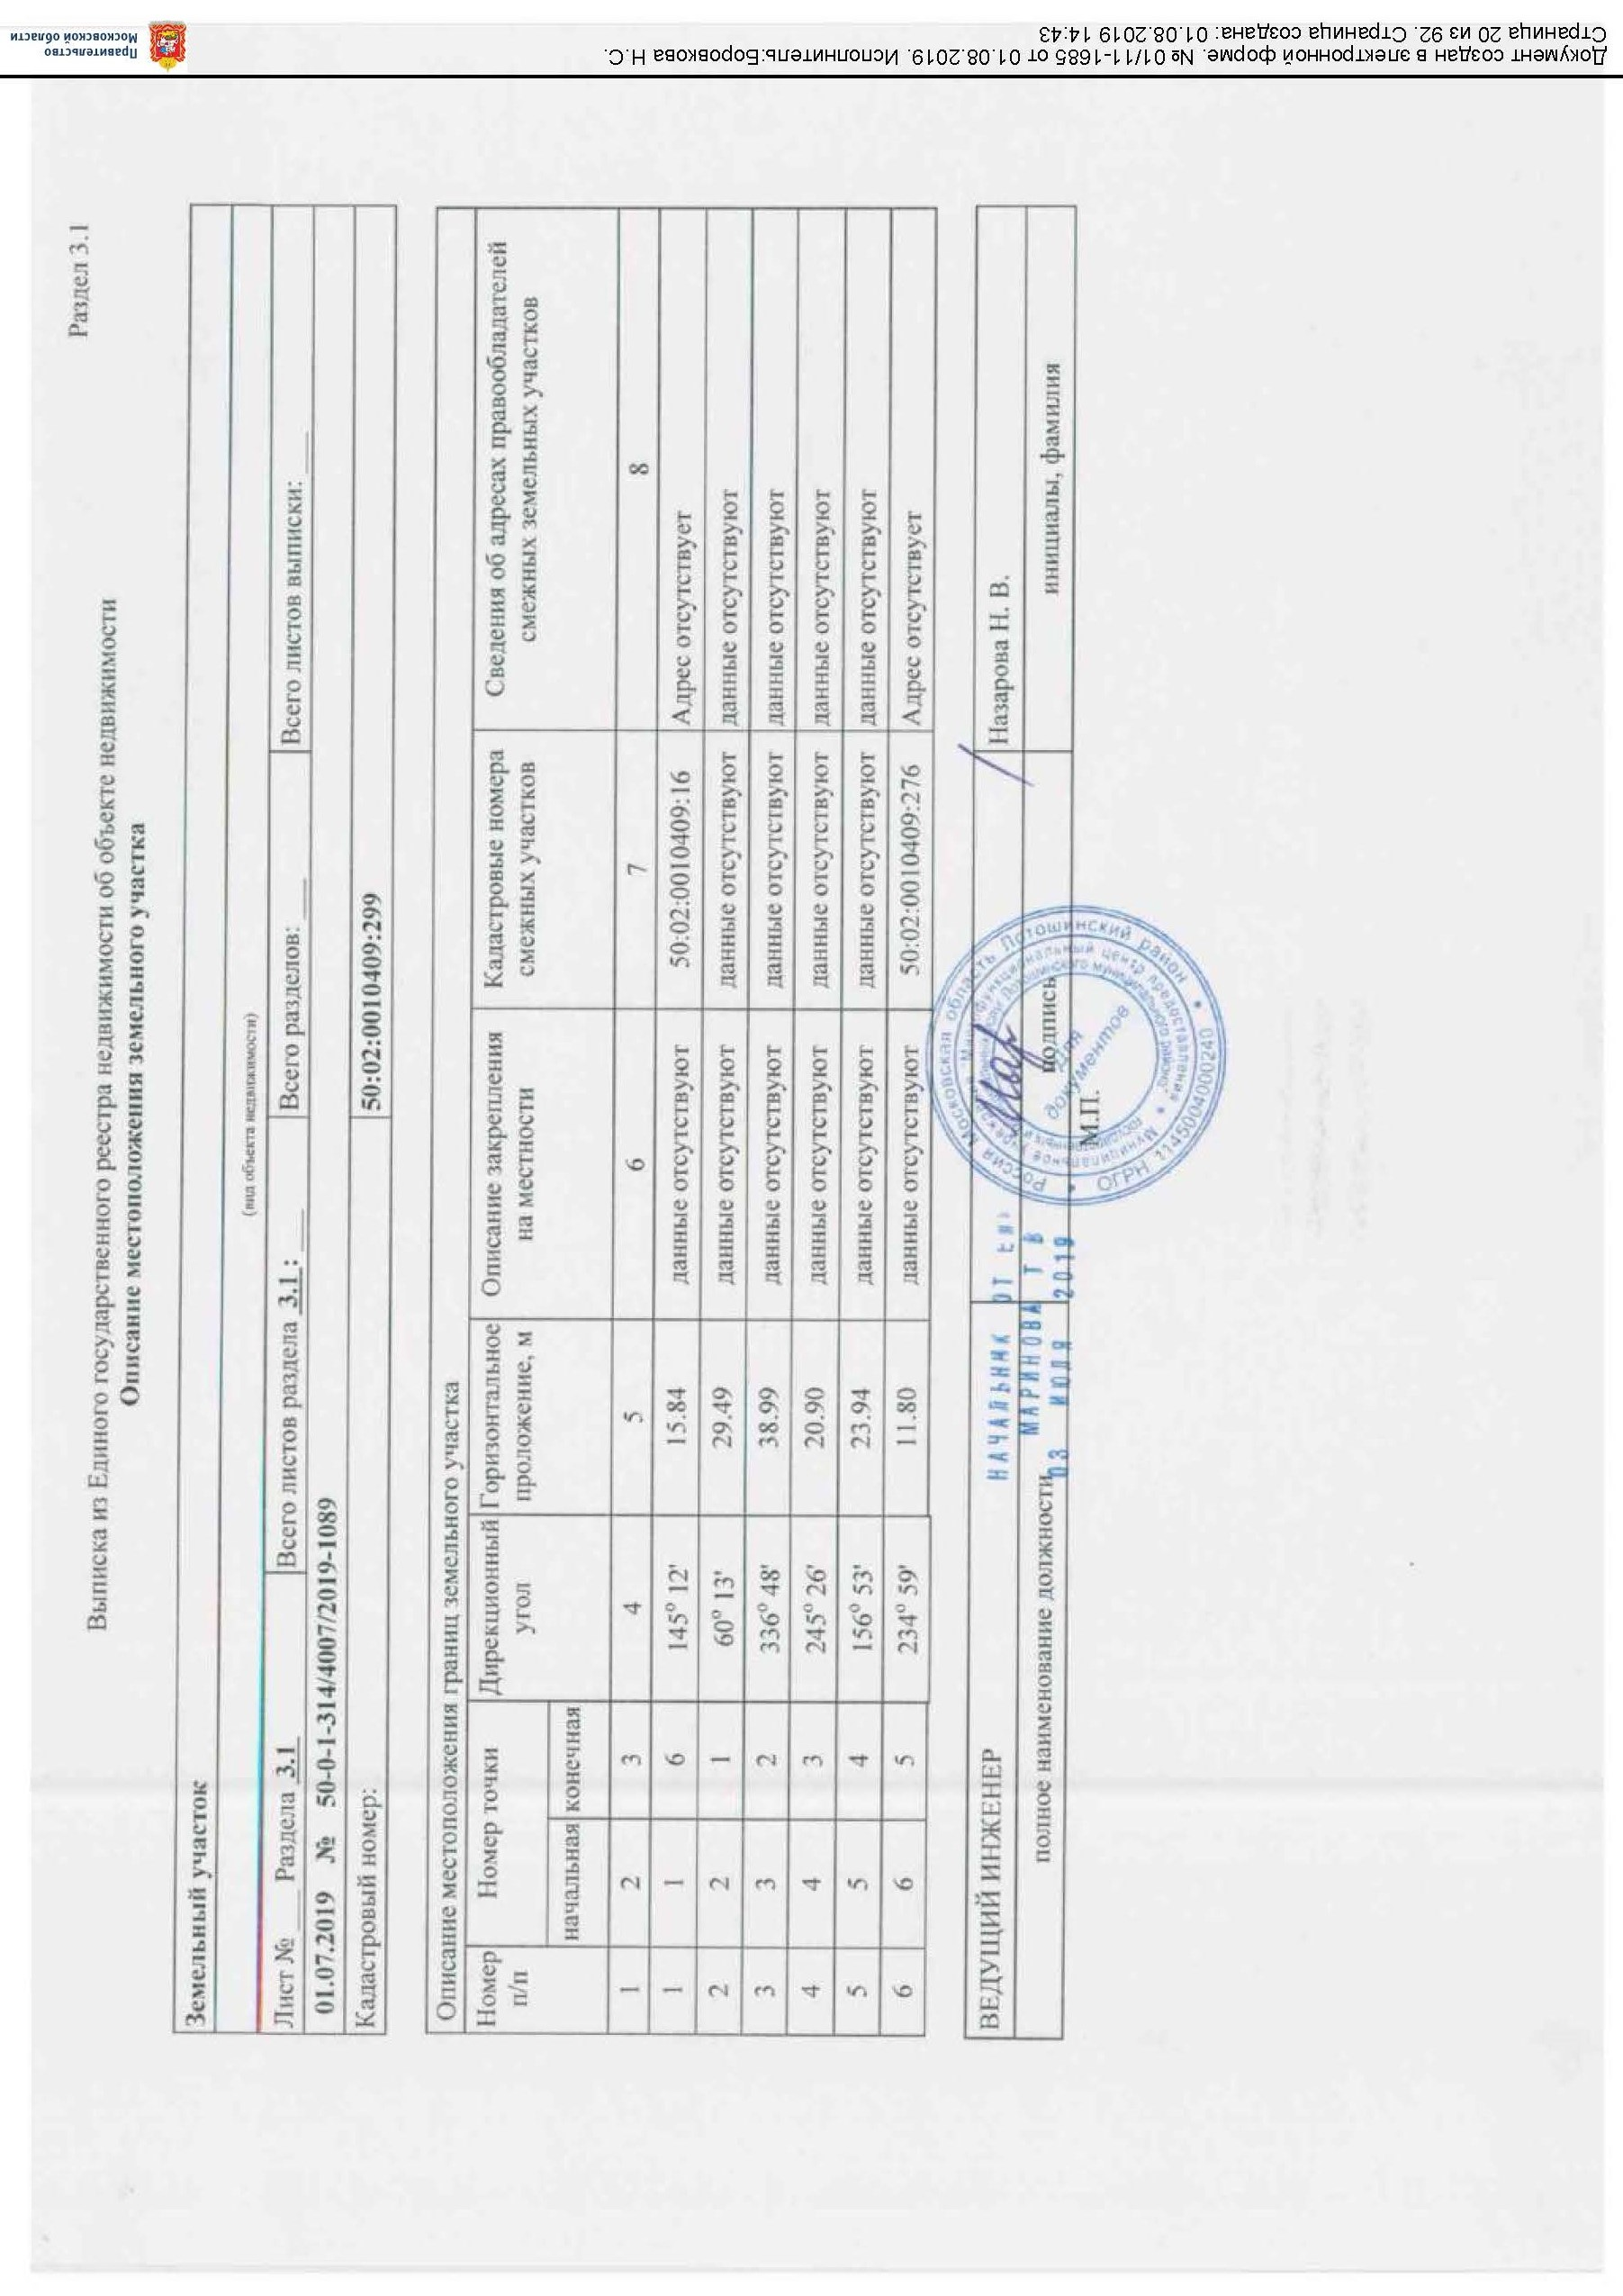 Документ создан в электронной форме. № 01/11-1685 от 01.08.2019. Исполнитель:Боровкова Н.С.
Страница 20 из 92. Страница создана: 01.08.2019 14:43
Правительство
Московской области
Раздел 3.1
Выписка из Единого государственного реестра недвижимости об объекте недвижимости
Описание местоположения земельного участка
Земельный участок
(вид объекта недвижимости)
Лист № ___ Раздела 3.1 Всего листов раздела 3.1 : ___ Всего разделов: ___ Всего листов выписки: ___
01.07.2019 № 50-0-1-314/4007/2019-1089
Кадастровый номер: 50:02:0010409:299
Описание местоположения границ земельного участка
Номер п/п Номер точки Дирекционный угол Горизонтальное проложение, м Описание закрепления на местности Кадастровые номера смежных участков Сведения об адресах правообладателей смежных земельных участков
начальная конечная
1 2 3 4 5 6 7 8
1 1 6 145° 12' 15.84 данные отсутствуют 50:02:0010409:16 Адрес отсутствует
2 2 1 60° 13' 29.49 данные отсутствуют данные отсутствуют данные отсутствуют
3 3 2 336° 48' 38.99 данные отсутствуют данные отсутствуют данные отсутствуют
4 4 3 245° 26' 20.90 данные отсутствуют данные отсутствуют данные отсутствуют
5 5 4 156° 53' 23.94 данные отсутствуют данные отсутствуют данные отсутствуют
6 6 5 234° 59' 11.80 данные отсутствуют 50:02:0010409:276 Адрес отсутствует
ВЕДУЩИЙ ИНЖЕНЕР Назарова Н. В.
полное наименование должности подпись инициалы, фамилия
М.П.
НАЧАЛЬНИК
МАРИНОВА Т В
03 ИЮЛЯ 2019
Россия Московская область Лотошинский район
ОГРН 1145004000240
Для
документов